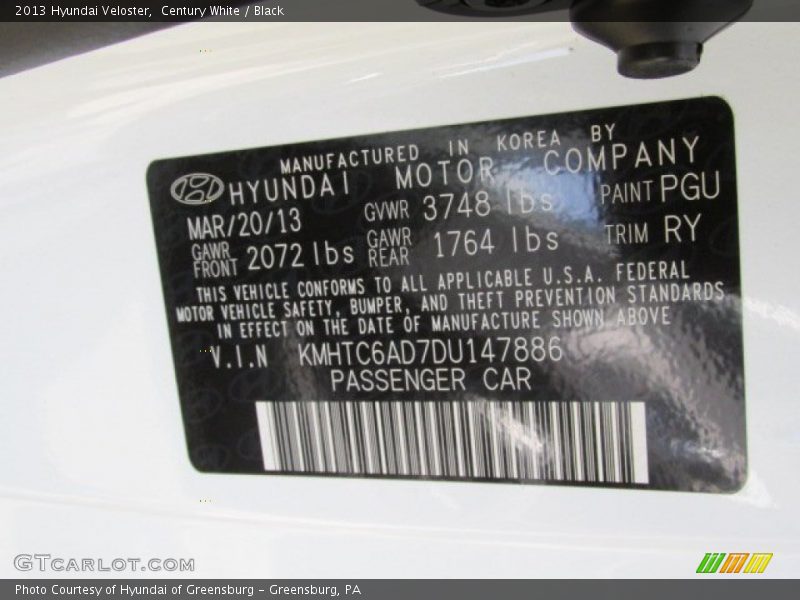 2013 Hyundai Veloster,  Century White / Black
MANUFACTURED IN KOREA BY
HYUNDAI MOTOR COMPANY
MAR/20/13 GVWR 3748 lbs PAINT PGU
GAWR FRONT 2072 lbs GAWR REAR 1764 lbs TRIM RY
THIS VEHICLE CONFORMS TO ALL APPLICABLE U.S.A. FEDERAL
MOTOR VEHICLE SAFETY, BUMPER, AND THEFT PREVENTION STANDARDS
IN EFFECT ON THE DATE OF MANUFACTURE SHOWN ABOVE
V.I.N KMHTC6AD7DU147886
PASSENGER CAR
GTCARLOT.COM
Photo Courtesy of Hyundai of Greensburg - Greensburg, PA